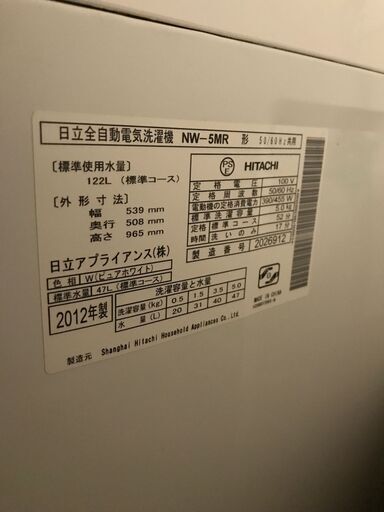 日立全自動電気洗濯機 NW-5MR 形 50/60Hz共用
[標準使用水量]
122L (標準コース)
[外形寸法]
幅 539 mm
奥行 508 mm
高さ 965 mm
日立アプライアンス(株)
色相 W(ピュアホワイト)
標準水量 47L (標準コース)
PSE HITACHI
定格電圧 100 V
定格周波数 50/60 Hz
電動機の定格消費電力 390/455 W
標準洗濯容量 5.0 kg
定格 標準コース 52 分
時間 洗いのみ 17 分
製造番号 2026912
2012年製
洗濯容量と水量
洗濯容量(kg) 0.5 1.5 3.5 5.0
水量(L) 20 31 40 47
MADE IN CHINA
製造元 Shanghai Hitachi Household Appliances Co.,Ltd.